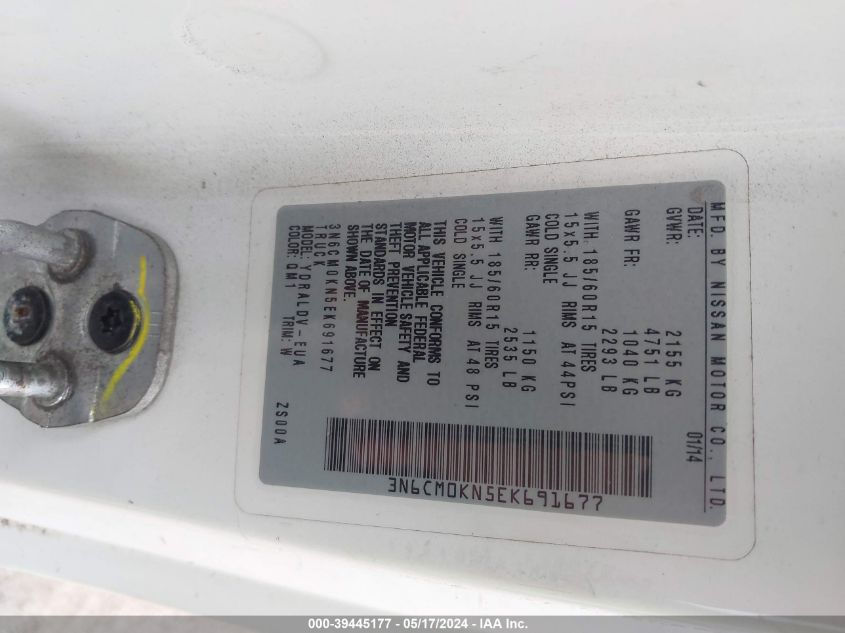 MFD. BY NISSAN MOTOR CO., LTD.
DATE: 01/14
GVWR: 2155 KG
4751 LB
GAWR FR: 1040 KG
2293 LB
WITH 185/60R15 TIRES
15x5.5 JJ RIMS AT 44PSI
COLD SINGLE
GAWR RR: 1150 KG
2535 LB
WITH 185/60R15 TIRES
15x5.5 JJ RIMS AT 48 PSI
COLD SINGLE
THIS VEHICLE CONFORMS TO
ALL APPLICABLE FEDERAL
MOTOR VEHICLE SAFETY AND
THEFT PREVENTION
STANDARDS IN EFFECT ON
THE DATE OF MANUFACTURE
SHOWN ABOVE.
3N6CM0KN5EK691677
TRUCK
MODEL: YDRALDV-EUA
COLOR: QM1 TRIM: W
ZS00A
3N6CM0KN5EK691677
000-39445177 - 05/17/2024 - IAA Inc.